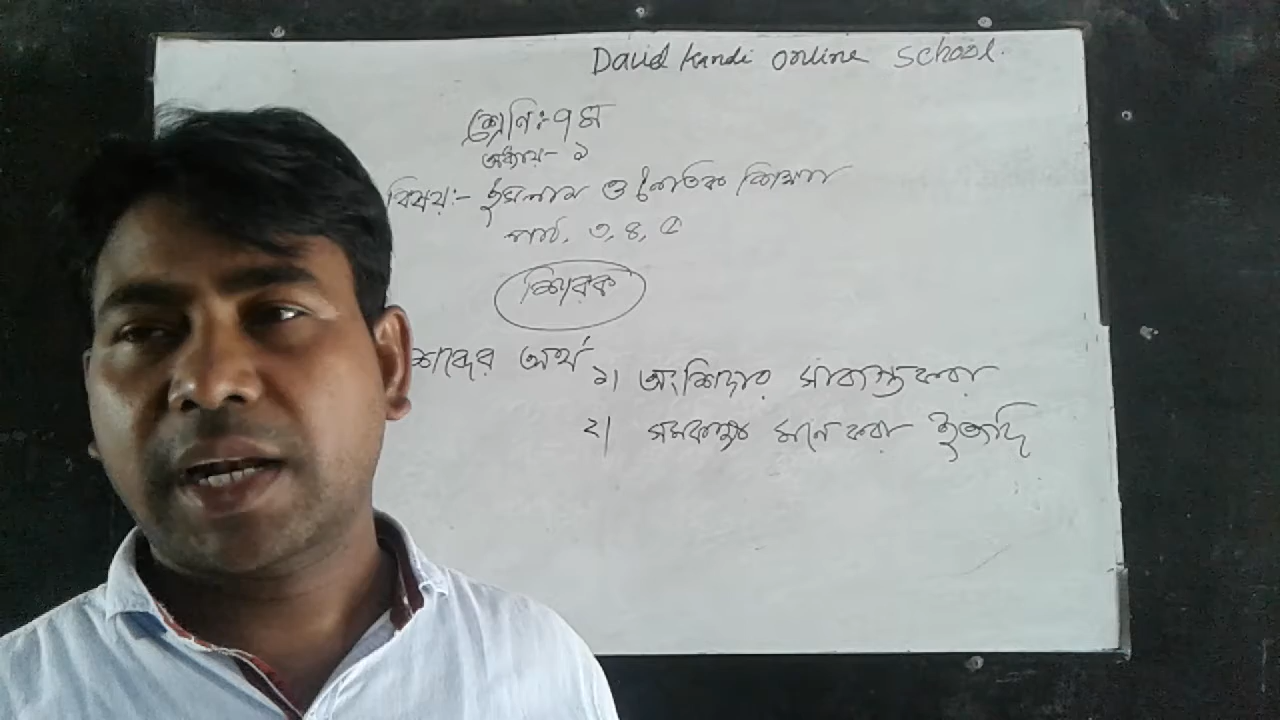 David Kandi online school.
শ্রেণি: ৭ম
অধ্যায়- ১
বিষয়:- ইসলাম ও নৈতিক শিক্ষা
পাঠ, ৩, ৪, ৫
শিরক
শব্দের অর্থ ১। অংশিদার সাব্যস্ত করা
২। সমকক্ষ মনে করা ইত্যাদি